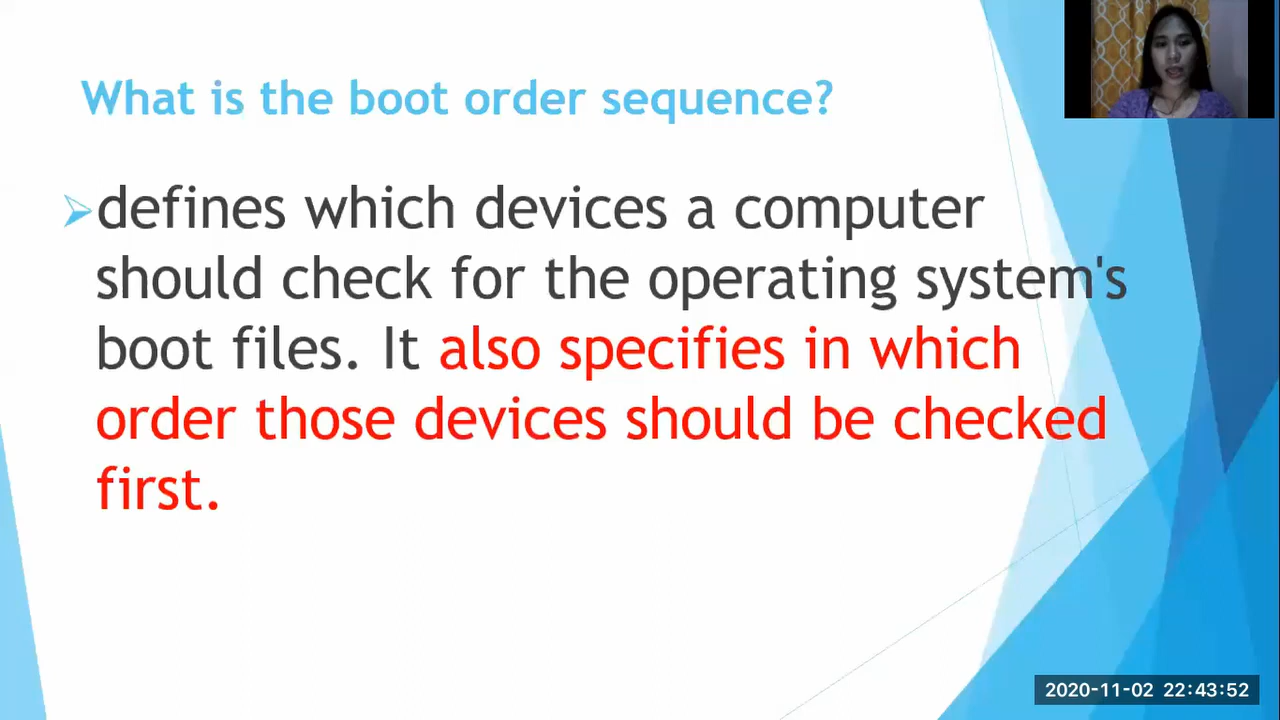 What is the boot order sequence?
defines which devices a computer
should check for the operating system's
boot files. It also specifies in which
order those devices should be checked
first.
2020-11-02 22:43:52